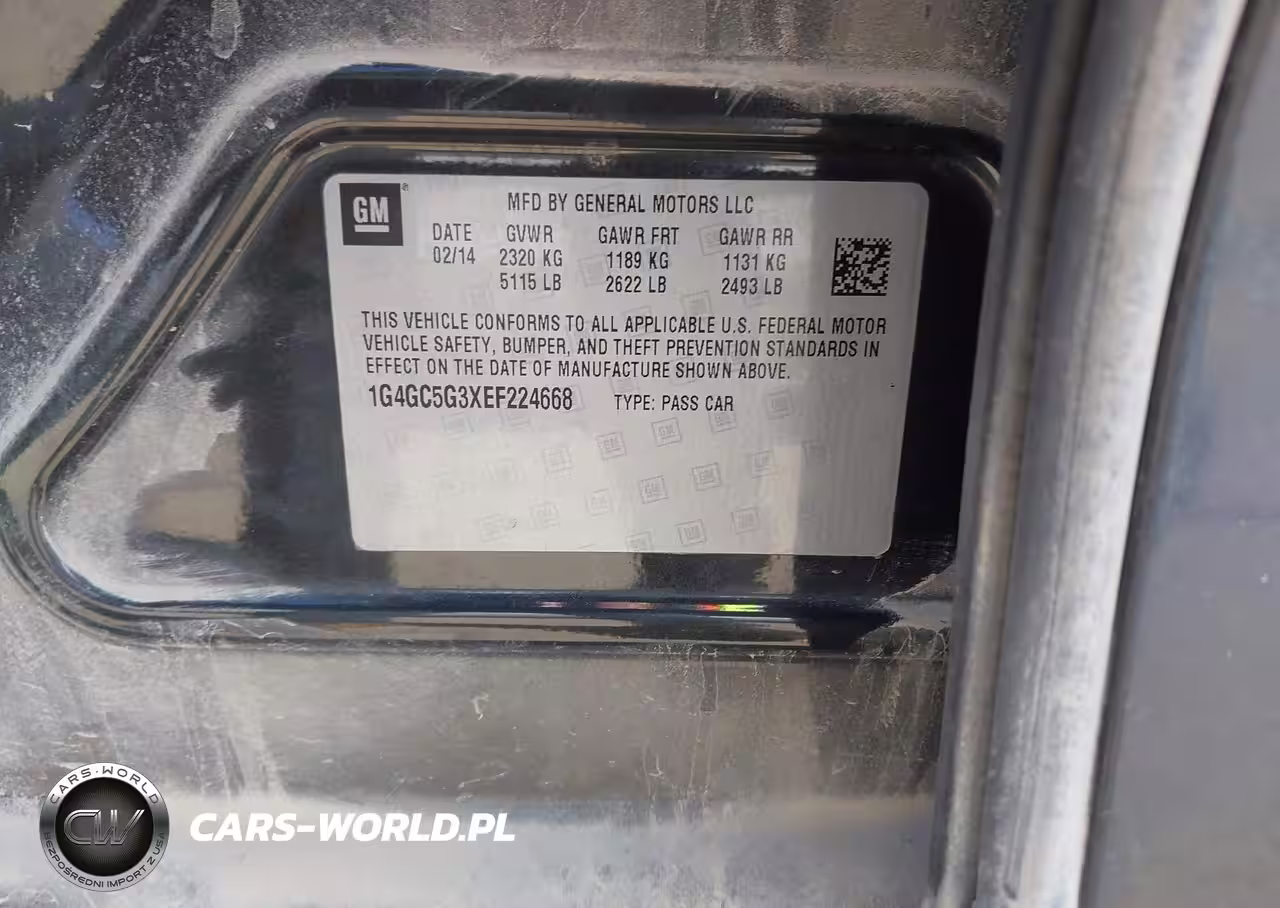 GM®
MFD BY GENERAL MOTORS LLC
DATE GVWR GAWR FRT GAWR RR
02/14 2320 KG 1189 KG 1131 KG
5115 LB 2622 LB 2493 LB
THIS VEHICLE CONFORMS TO ALL APPLICABLE U.S. FEDERAL MOTOR
VEHICLE SAFETY, BUMPER, AND THEFT PREVENTION STANDARDS IN
EFFECT ON THE DATE OF MANUFACTURE SHOWN ABOVE.
1G4GC5G3XEF224668 TYPE: PASS CAR
CARS-WORLD
CW
BEZPOŚREDNI IMPORT Z USA
CARS-WORLD.PL